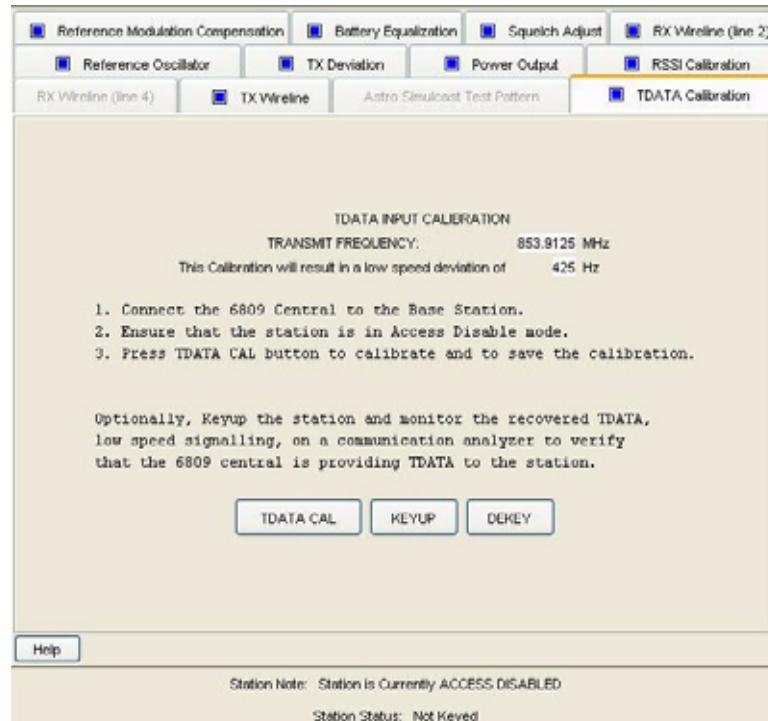 Reference Modulation Compensation Battery Equalization Squelch Adjust RX Wireline (line 2)
Reference Oscillator TX Deviation Power Output RSSI Calibration
RX Wireline (line 4) TX Wireline Astro Simulcast Test Pattern TDATA Calibration
TDATA INPUT CALIBRATION
TRANSMIT FREQUENCY: 853.9125 MHz
This Calibration will result in a low speed deviation of 425 Hz
1. Connect the 6809 Central to the Base Station.
2. Ensure that the station is in Access Disable mode.
3. Press TDATA CAL button to calibrate and to save the calibration.
Optionally, Keyup the station and monitor the recovered TDATA,
low speed signalling, on a communication analyzer to verify
that the 6809 central is providing TDATA to the station.
TDATA CAL KEYUP DEKEY
Help
Station Note: Station is Currently ACCESS DISABLED
Station Status: Not Keyed